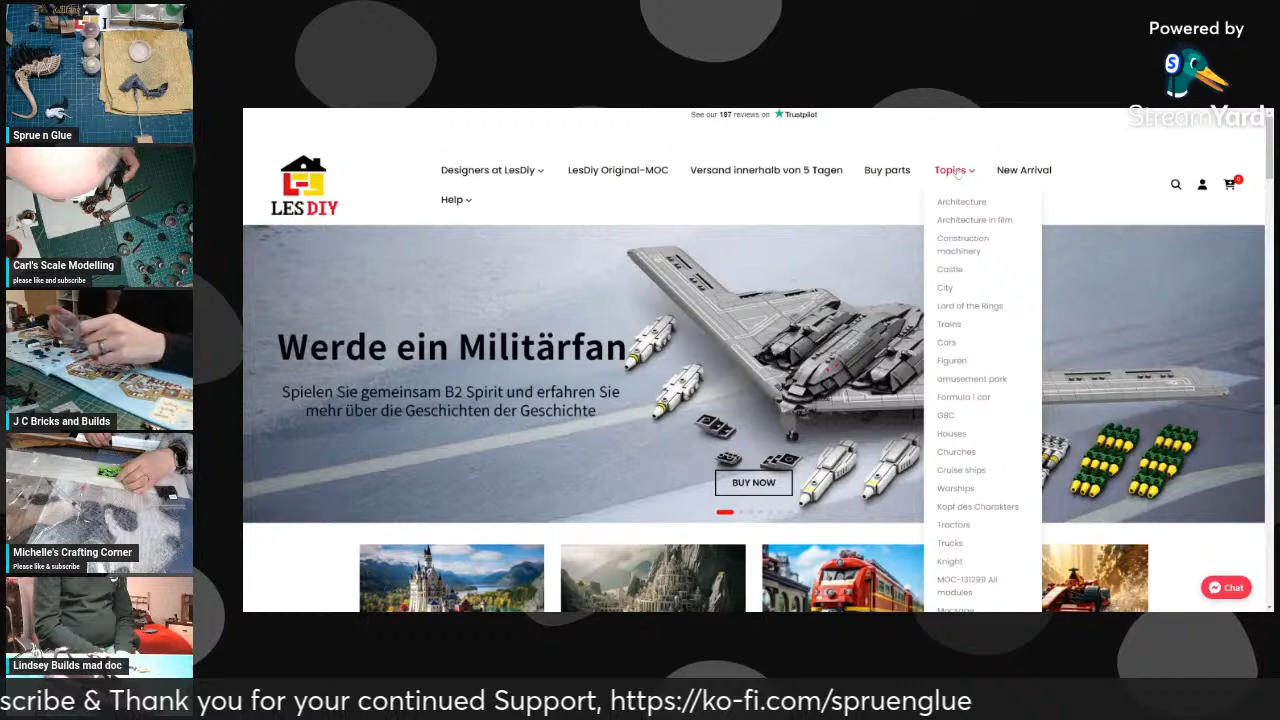 Powered by
S
StreamYard
Sprue n Glue
Carl's Scale Modelling
please like and subscribe
J C Bricks and Builds
Michelle's Crafting Corner
Please like & subscribe
Lindsey Builds mad doc
See our 187 reviews on Trustpilot
LES DIY
Designers at LesDiy
LesDiy Original-MOC
Versand innerhalb von 5 Tagen
Buy parts
Topics
New Arrival
Help
0
Architecture
Architecture in film
Construction
machinery
Castle
City
Lord of the Rings
Trains
Cars
Figuren
amusement park
Formula 1 car
GBC
Houses
Churches
Cruise ships
Warships
Kopf des Charakters
Tractors
Trucks
Knight
MOC-131299 All
modules
Werde ein Militärfan
Spielen Sie gemeinsam B2 Spirit und erfahren Sie
mehr über die Geschichten der Geschichte
BUY NOW
Chat
scribe & Thank you for your continued Support, https://ko-fi.com/spruenglue